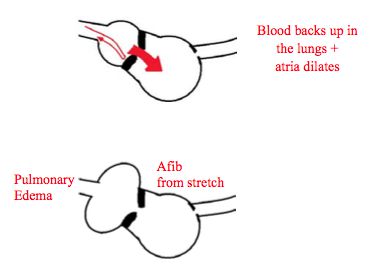 Blood backs up in
the lungs +
atria dilates
Pulmonary
Edema
Afib
from stretch